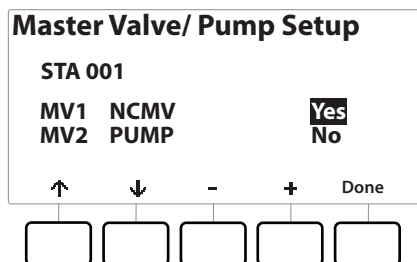 Master Valve/ Pump Setup
STA 001
MV1 NCMV Yes
MV2 PUMP No
↑ ↓ - + Done